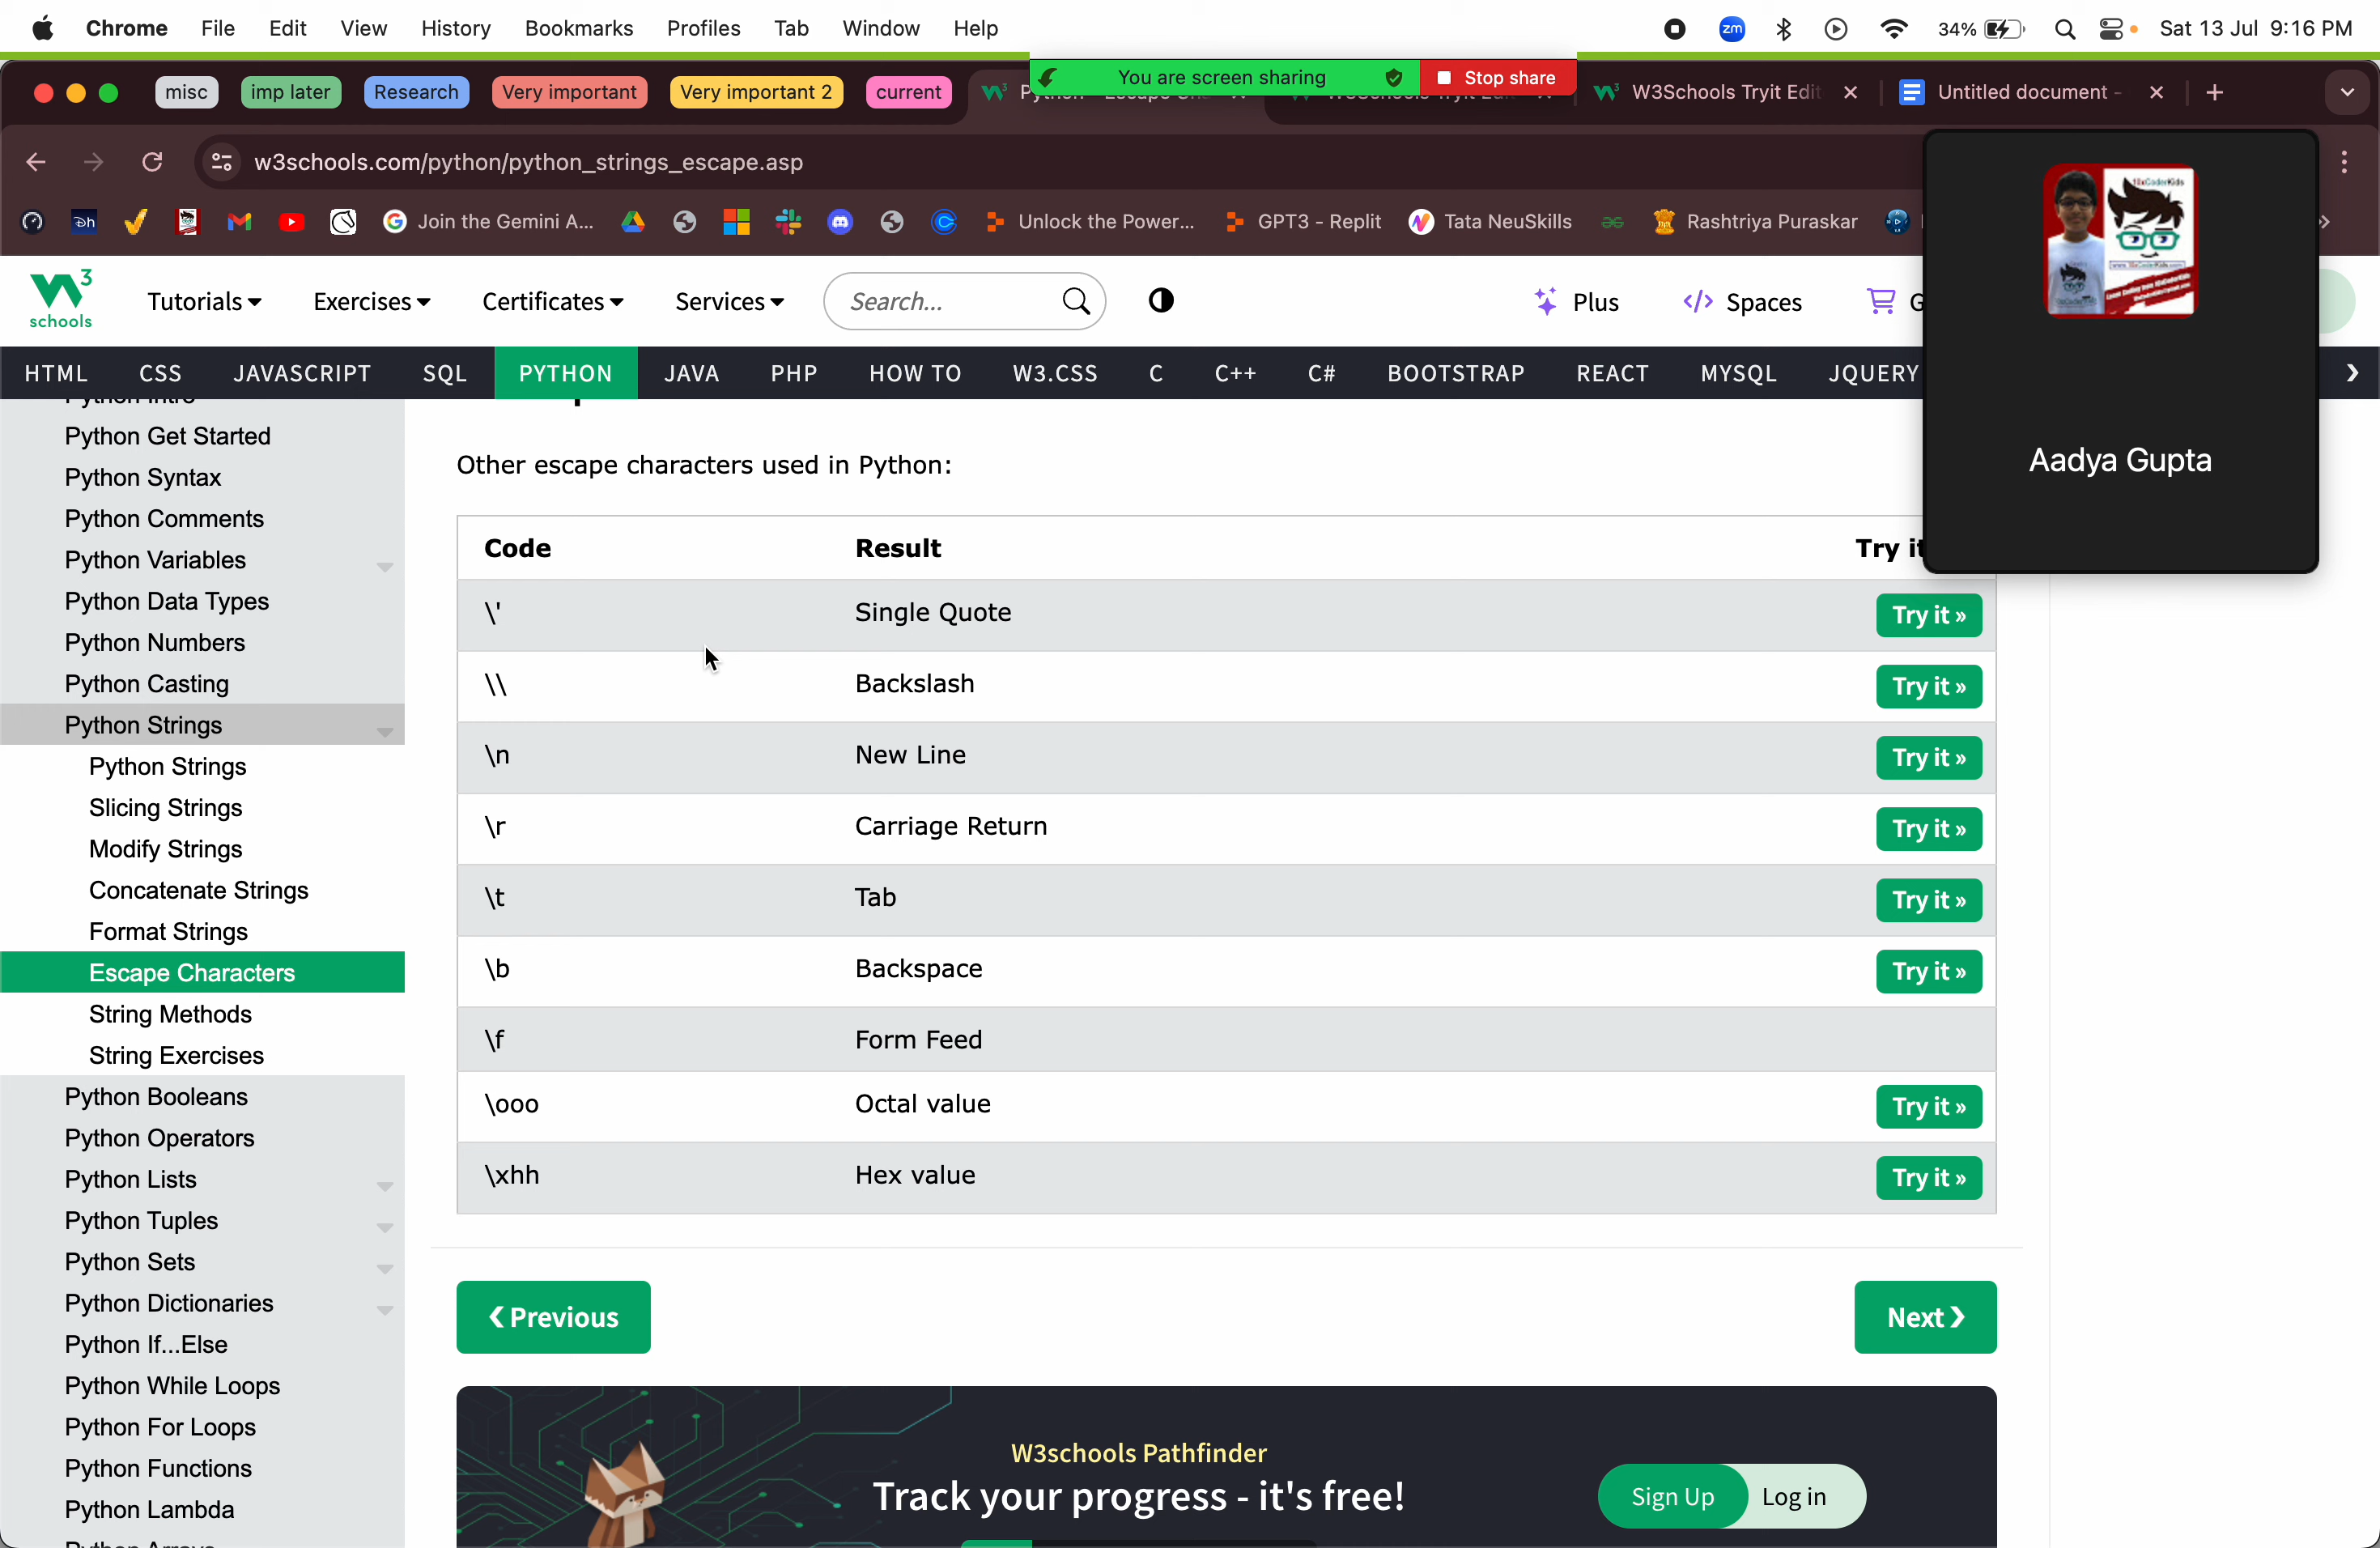 Chrome File Edit View History Bookmarks Profiles Tab Window Help zm 34% Sat 13 Jul 9:16 PM
You are screen sharing Stop share
misc imp later Research Very important Very important 2 current W3Schools Tryit Edit Untitled document -
w3schools.com/python/python_strings_escape.asp
Dh Join the Gemini A... Unlock the Power... GPT3 - Replit Tata NeuSkills Rashtriya Puraskar
schools Tutorials Exercises Certificates Services Search... Plus Spaces
HTML CSS JAVASCRIPT SQL PYTHON JAVA PHP HOW TO W3.CSS C C++ C# BOOTSTRAP REACT MYSQL JQUERY
Aadya Gupta
Python Get Started
Python Syntax
Python Comments
Python Variables
Python Data Types
Python Numbers
Python Casting
Python Strings
Python Strings
Slicing Strings
Modify Strings
Concatenate Strings
Format Strings
Escape Characters
String Methods
String Exercises
Python Booleans
Python Operators
Python Lists
Python Tuples
Python Sets
Python Dictionaries
Python If...Else
Python While Loops
Python For Loops
Python Functions
Python Lambda
Other escape characters used in Python:
Code Result Try it
\' Single Quote Try it »
\\ Backslash Try it »
\n New Line Try it »
\r Carriage Return Try it »
\t Tab Try it »
\b Backspace Try it »
\f Form Feed
\ooo Octal value Try it »
\xhh Hex value Try it »
❮ Previous Next ❯
W3schools Pathfinder
Track your progress - it's free!
Sign Up Log in